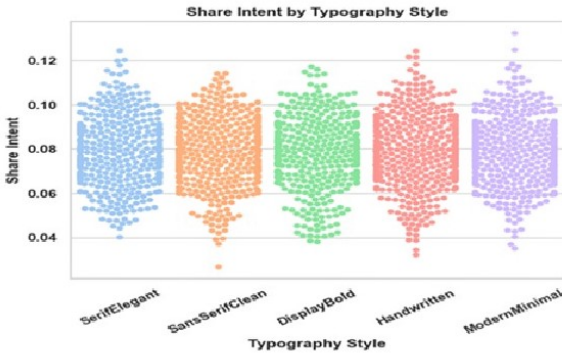 Share Intent by Typography Style
Share Intent
0.12
0.10
0.08
0.06
0.04
SerifElegant
SansSerifClean
DisplayBold
Handwritten
ModernMinimal
Typography Style